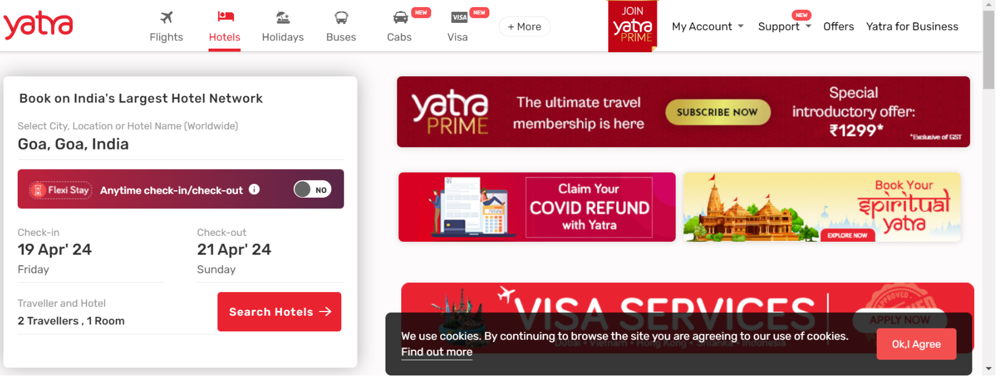 yatra
Flights
Hotels
Holidays
Buses
NEW
Cabs
VISA
NEW
Visa
+ More
JOIN
yatra
PRIME
My Account
NEW
Support
Offers
Yatra for Business
Book on India's Largest Hotel Network
Select City, Location or Hotel Name (Worldwide)
Goa, Goa, India
Flexi Stay
Anytime check-in/check-out
i
NO
Check-in
19 Apr' 24
Friday
Check-out
21 Apr' 24
Sunday
Traveller and Hotel
2 Travellers , 1 Room
Search Hotels
yatra
PRIME
The ultimate travel
membership is here
SUBSCRIBE NOW
Special
introductory offer:
₹1299*
*Exclusive of GST
Claim Your
COVID REFUND
with Yatra
Book Your
spiritual
yatra
EXPLORE NOW
VISA SERVICES
Dubai • Vietnam • Hong Kong • Srilanka • Indonesia
APPROVED
APPLY NOW
We use cookies. By continuing to browse the site you are agreeing to our use of cookies.
Find out more
Ok,I Agree